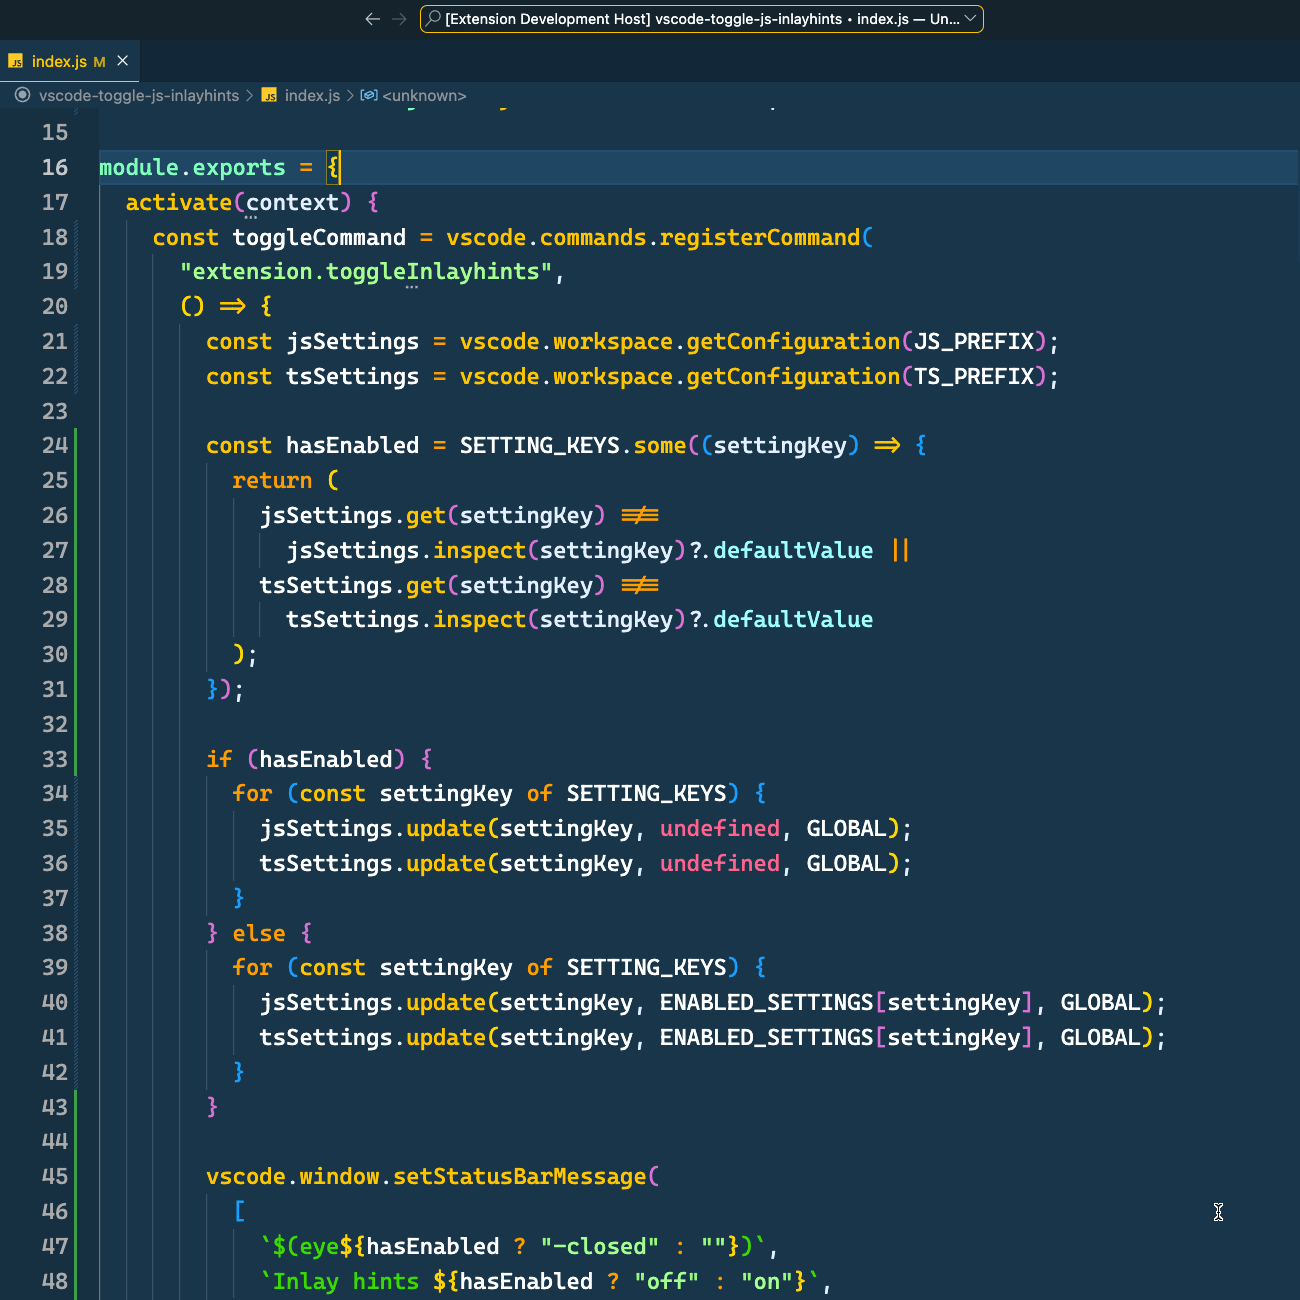 [Extension Development Host] vscode-toggle-js-inlayhints • index.js — Un...
JS index.js M
vscode-toggle-js-inlayhints > JS index.js > <unknown>
15
16 module.exports = {
17 activate(context) {
18 const toggleCommand = vscode.commands.registerCommand(
19 "extension.toggleInlayhints",
20 () => {
21 const jsSettings = vscode.workspace.getConfiguration(JS_PREFIX);
22 const tsSettings = vscode.workspace.getConfiguration(TS_PREFIX);
23
24 const hasEnabled = SETTING_KEYS.some((settingKey) => {
25 return (
26 jsSettings.get(settingKey) !==
27 jsSettings.inspect(settingKey)?.defaultValue ||
28 tsSettings.get(settingKey) !==
29 tsSettings.inspect(settingKey)?.defaultValue
30 );
31 });
32
33 if (hasEnabled) {
34 for (const settingKey of SETTING_KEYS) {
35 jsSettings.update(settingKey, undefined, GLOBAL);
36 tsSettings.update(settingKey, undefined, GLOBAL);
37 }
38 } else {
39 for (const settingKey of SETTING_KEYS) {
40 jsSettings.update(settingKey, ENABLED_SETTINGS[settingKey], GLOBAL);
41 tsSettings.update(settingKey, ENABLED_SETTINGS[settingKey], GLOBAL);
42 }
43 }
44
45 vscode.window.setStatusBarMessage(
46 [
47 `$(eye${hasEnabled ? "-closed" : ""})`,
48 `Inlay hints ${hasEnabled ? "off" : "on"}`,